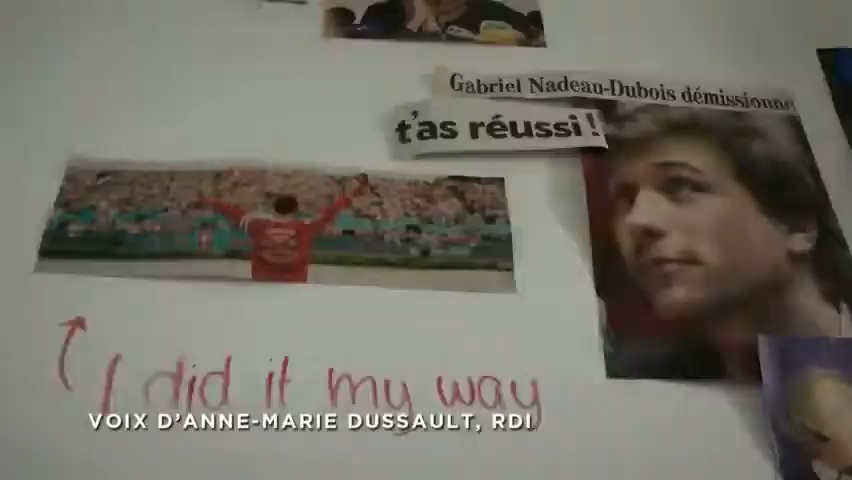 Gabriel Nadeau-Dubois démissionne
t'as réussi!
I did it my way
VOIX D'ANNE-MARIE DUSSAULT, RDI